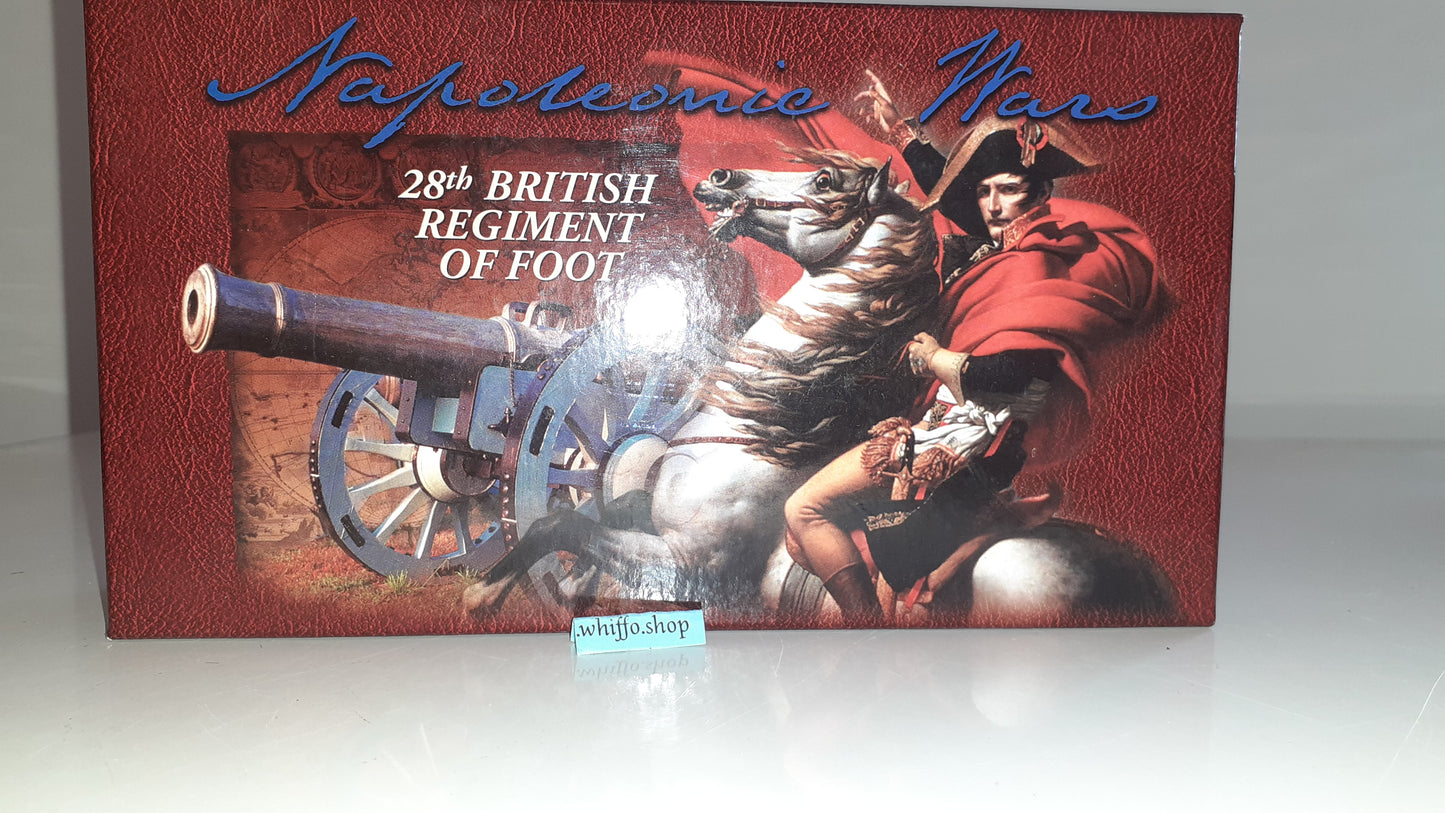 Napoleonic Wars
28th BRITISH
REGIMENT
OF FOOT
.whiffo.shop